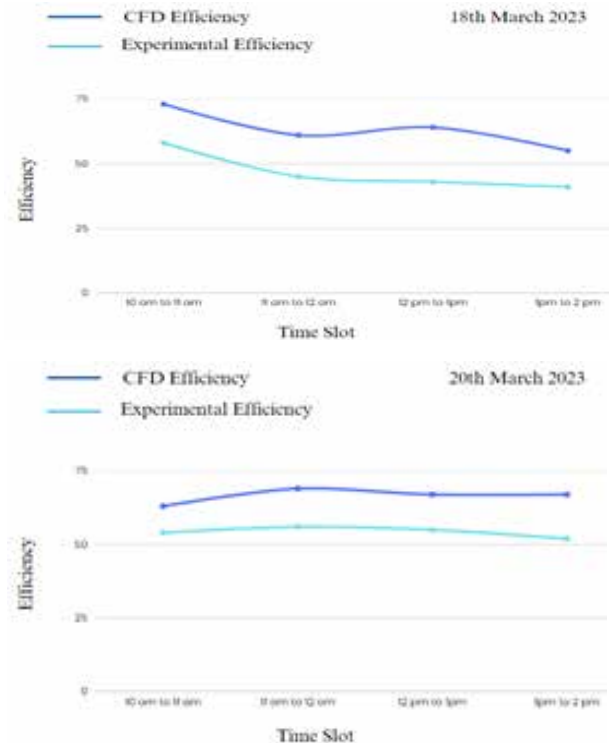 CFD Efficiency 18th March 2023
Experimental Efficiency
75
50
25
0
Efficiency
10 am to 11 am 11 am to 12 am 12 pm to 1pm 1pm to 2 pm
Time Slot
CFD Efficiency 20th March 2023
Experimental Efficiency
75
50
25
0
Efficiency
10 am to 11 am 11 am to 12 am 12 pm to 1pm 1pm to 2 pm
Time Slot